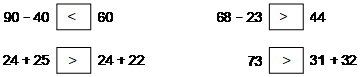 90 – 40 < 60 68 – 23 > 44
24 + 25 > 24 + 22 73 > 31 + 32